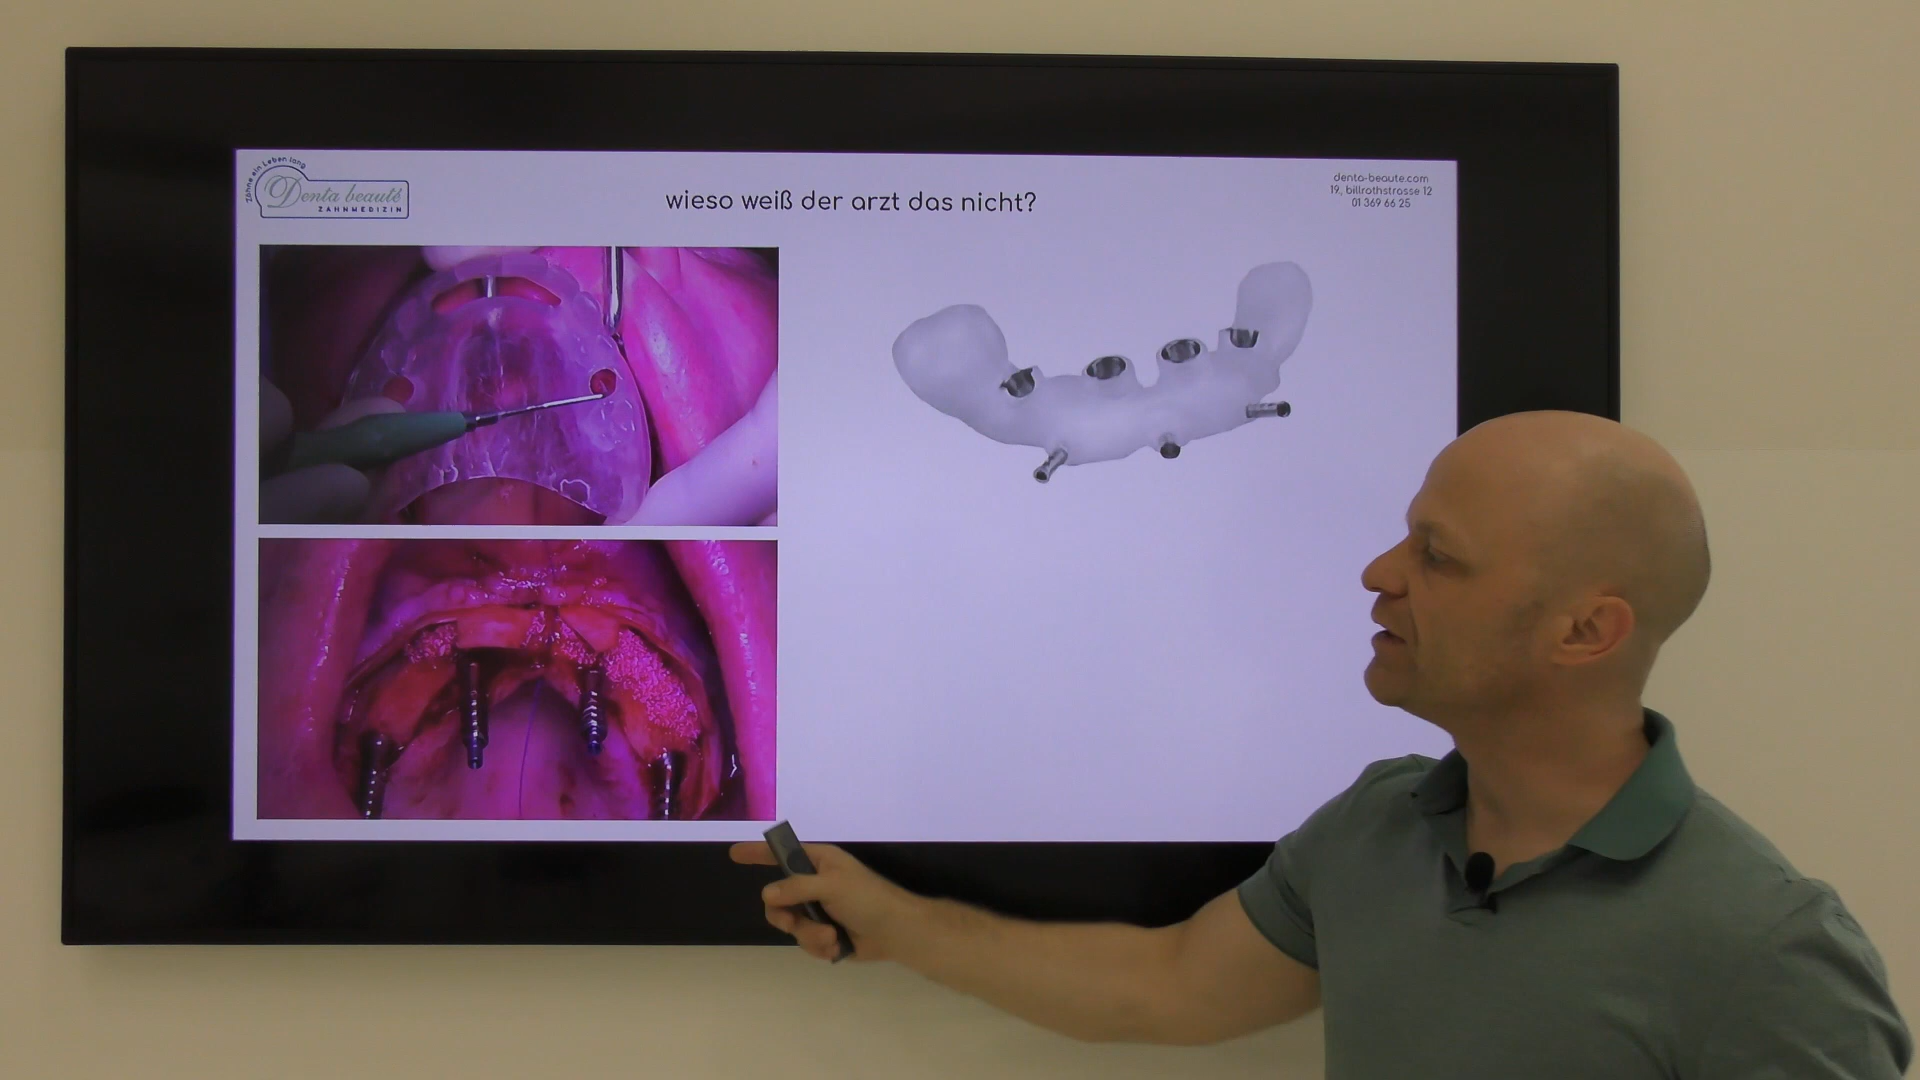 Zähne ein Leben lang
Denta beauté
ZAHNMEDIZIN
wieso weiß der arzt das nicht?
denta-beaute.com
19, billrothstrasse 12
01 369 66 25